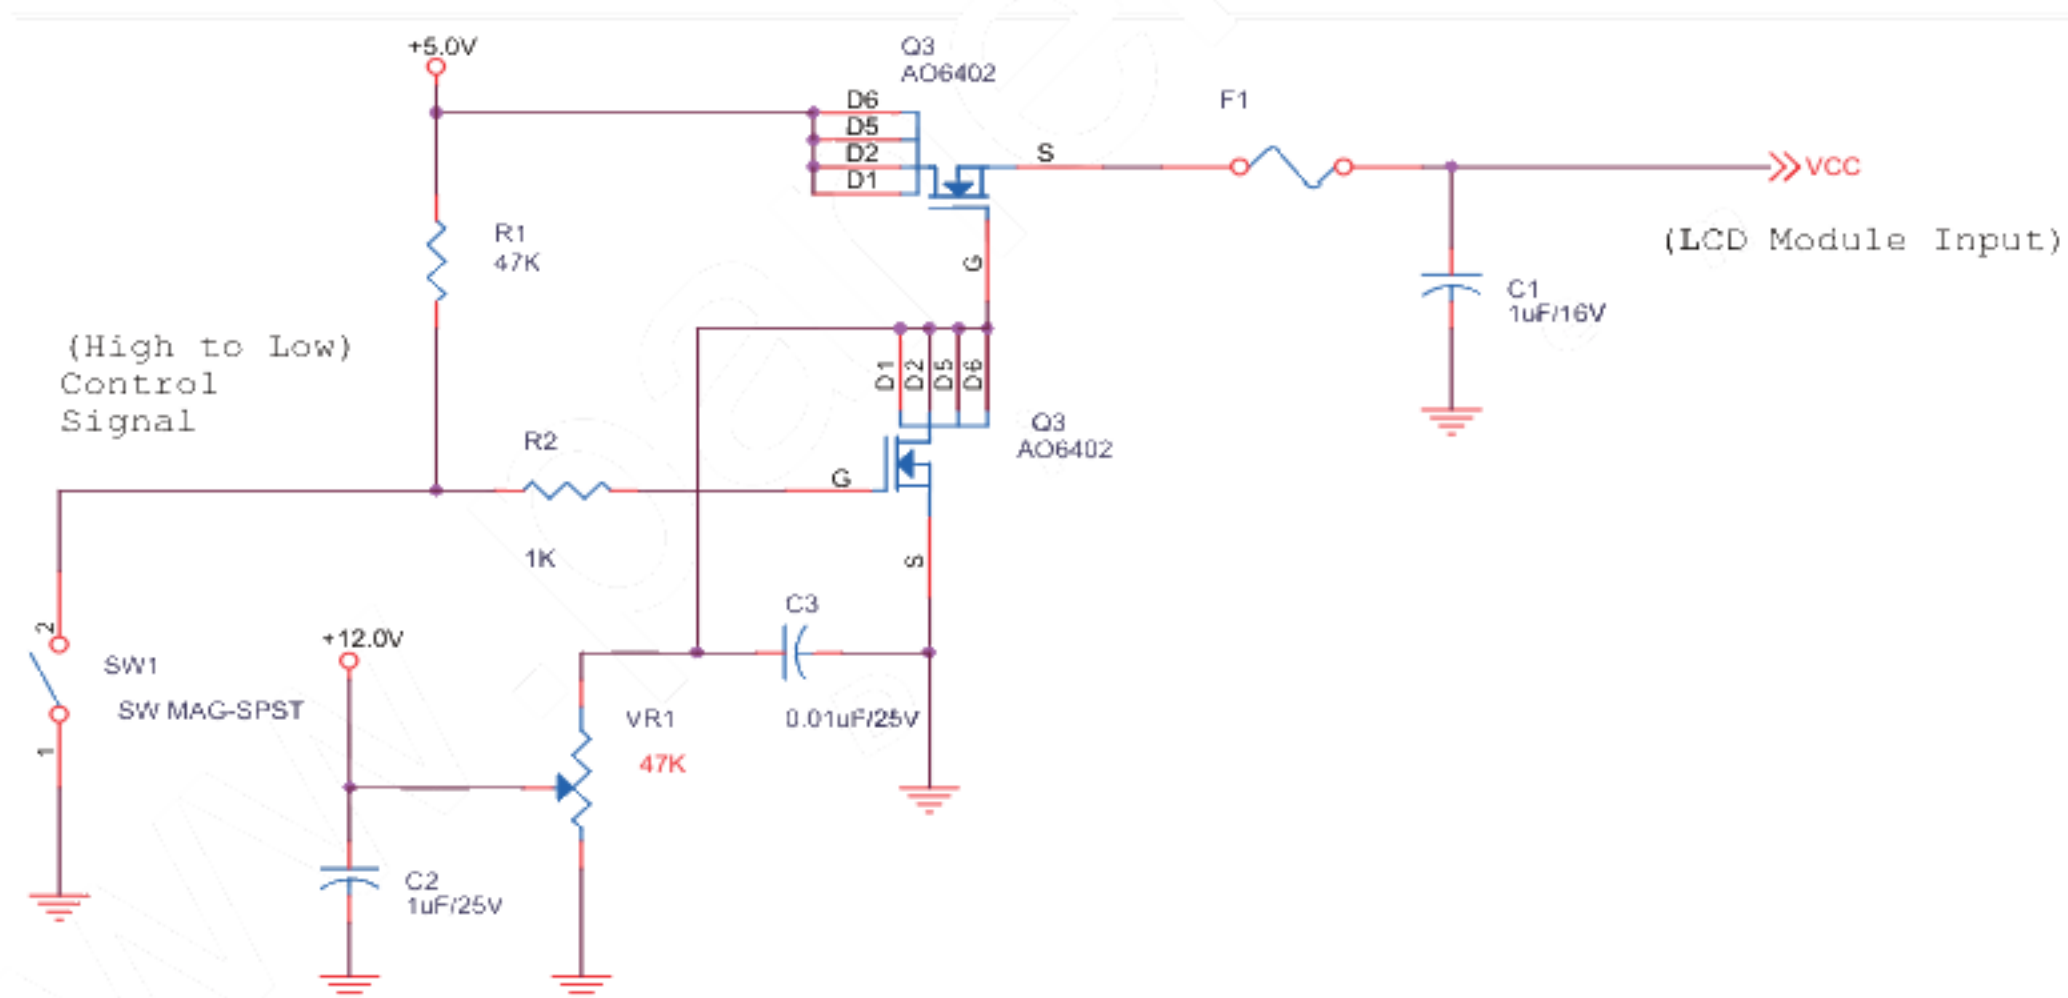 +5.0V
Q3
AO6402
D6
D5
D2
D1
S
F1
VCC
(LCD Module Input)
R1
47K
G
C1
1uF/16V
(High to Low)
Control
Signal
D1
D2
D5
D6
Q3
AO6402
R2
G
1K
S
C3
2
+12.0V
SW1
SW MAG-SPST
VR1
0.01uF/25V
1
47K
C2
1uF/25V